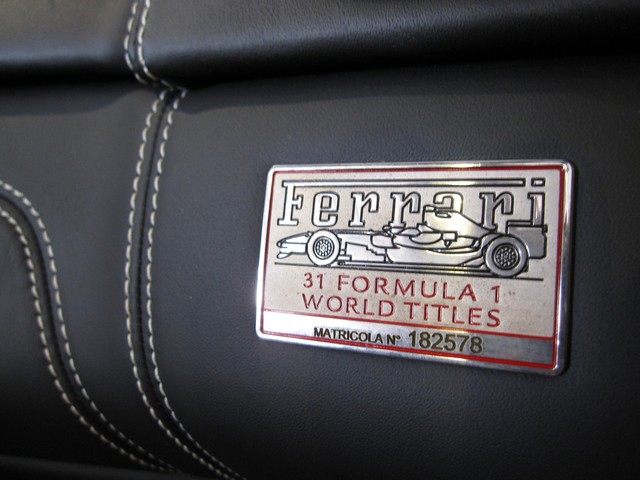 Ferrari
31 FORMULA 1
WORLD TITLES
MATRICOLA N° 182578